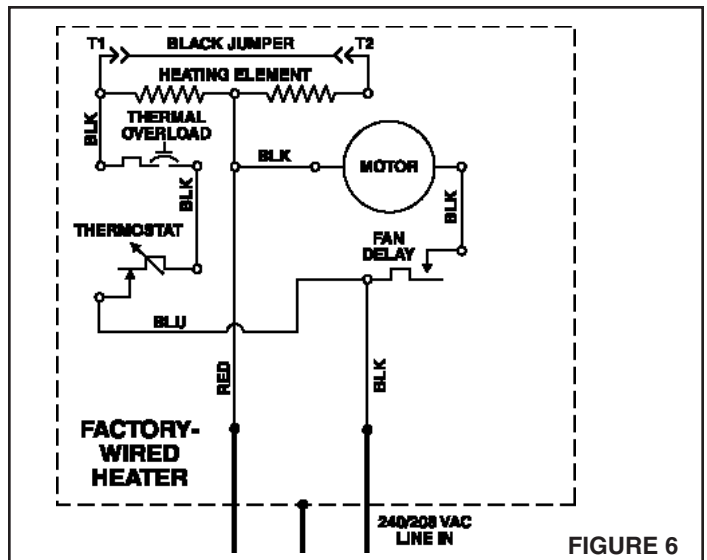 T1 BLACK JUMPER T2
HEATING ELEMENT
THERMAL
OVERLOAD
BLK
BLK
MOTOR
BLK
BLK
THERMOSTAT
FAN
DELAY
BLU
RED
BLK
FACTORY-
WIRED
HEATER
240/208 VAC
LINE IN
FIGURE 6